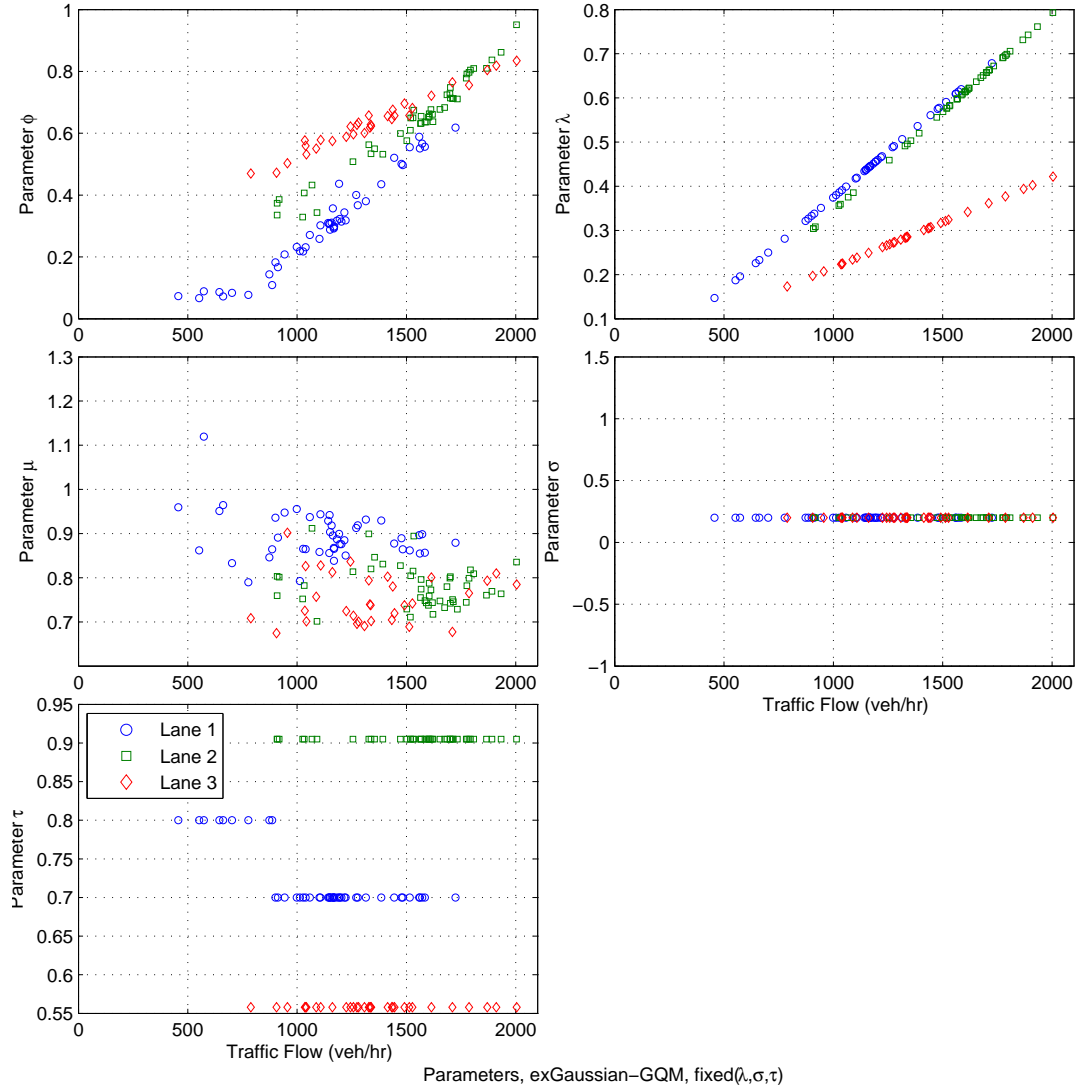 1
0.8
0.6
0.4
0.2
0
Parameter ϕ
0 500 1000 1500 2000
0.8
0.7
0.6
0.5
0.4
0.3
0.2
0.1
Parameter λ
0 500 1000 1500 2000
1.3
1.2
1.1
1
0.9
0.8
0.7
Parameter μ
0 500 1000 1500 2000
1.5
1
0.5
0
−0.5
−1
Parameter σ
0 500 1000 1500 2000
Traffic Flow (veh/hr)
0.95
0.9
0.85
0.8
0.75
0.7
0.65
0.6
0.55
Parameter τ
Lane 1
Lane 2
Lane 3
0 500 1000 1500 2000
Traffic Flow (veh/hr)
Parameters, exGaussian−GQM, fixed(λ,σ,τ)